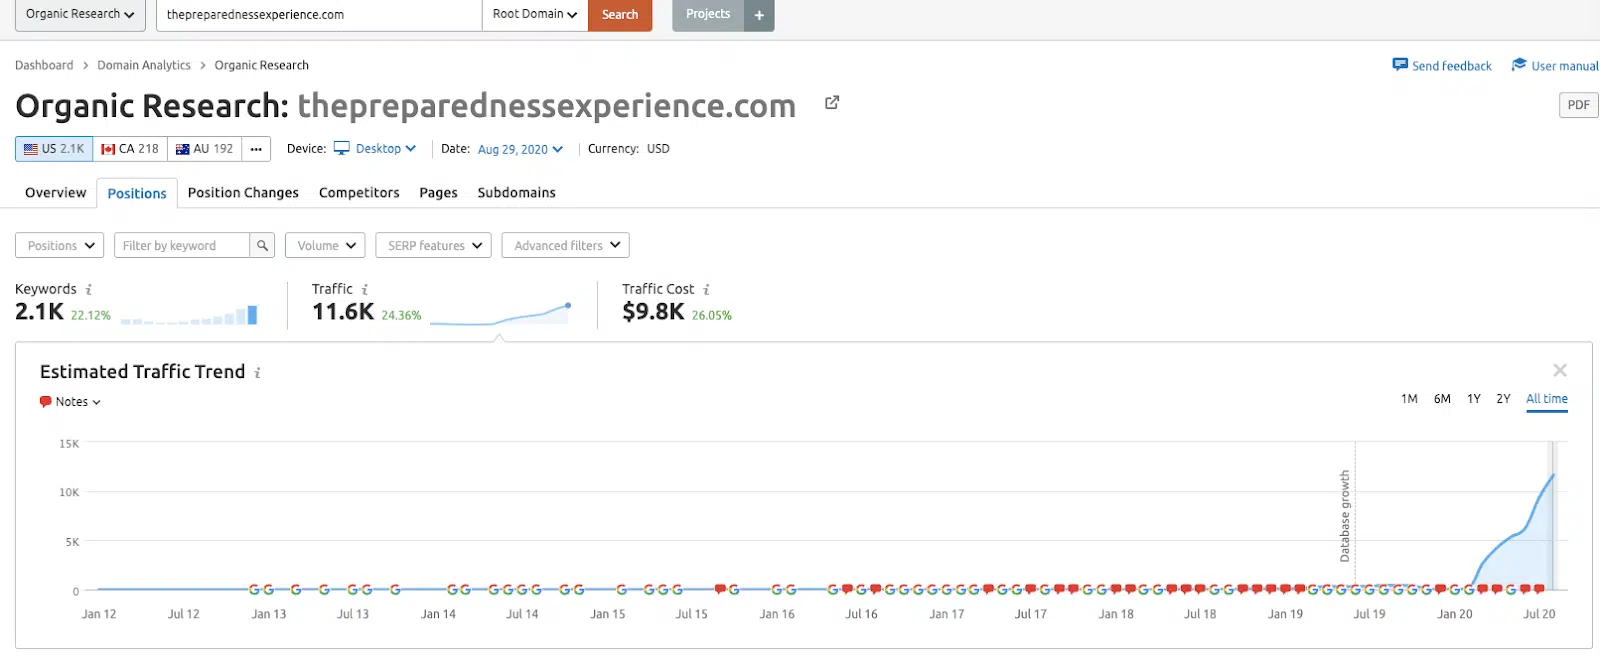 Organic Research thepreparednessexperience.com Root Domain Search Projects +
Dashboard > Domain Analytics > Organic Research Send feedback User manual
Organic Research: thepreparednessexperience.com PDF
US 2.1K CA 218 AU 192 ... Device: Desktop Date: Aug 29, 2020 Currency: USD
Overview Positions Position Changes Competitors Pages Subdomains
Positions Filter by keyword Volume SERP features Advanced filters
Keywords i Traffic i Traffic Cost i
2.1K 22.12% 11.6K 24.36% $9.8K 26.05%
Estimated Traffic Trend i
Notes 1M 6M 1Y 2Y All time
15K
10K
5K
0
Database growth
Jan 12 Jul 12 Jan 13 Jul 13 Jan 14 Jul 14 Jan 15 Jul 15 Jan 16 Jul 16 Jan 17 Jul 17 Jan 18 Jul 18 Jan 19 Jul 19 Jan 20 Jul 20